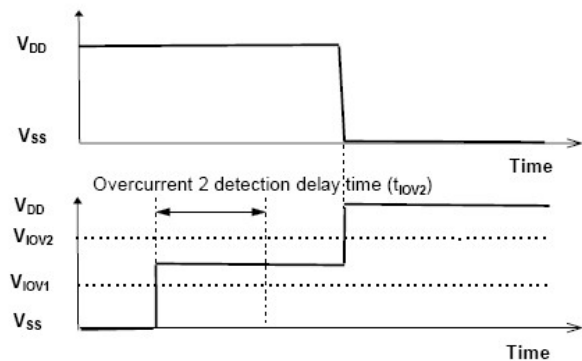 VDD
VSS
Time
Overcurrent 2 detection delay time (tIOV2)
VDD
VIOV2
VIOV1
VSS
Time